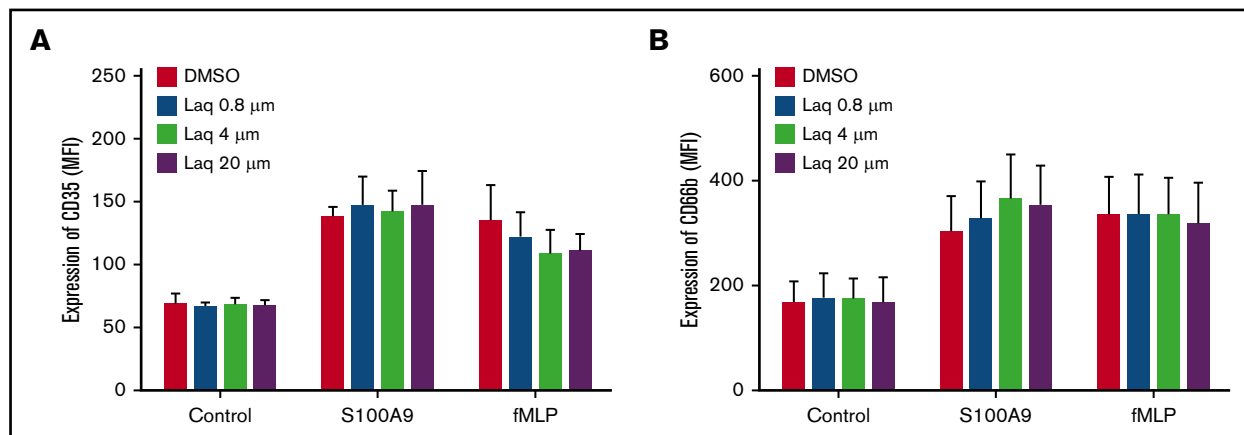 A
Expression of CD35 (MFI)
250
200
150
100
50
0
DMSO
Laq 0.8 μm
Laq 4 μm
Laq 20 μm
Control
S100A9
fMLP
B
Expression of CD66b (MFI)
600
400
200
0
DMSO
Laq 0.8 μm
Laq 4 μm
Laq 20 μm
Control
S100A9
fMLP